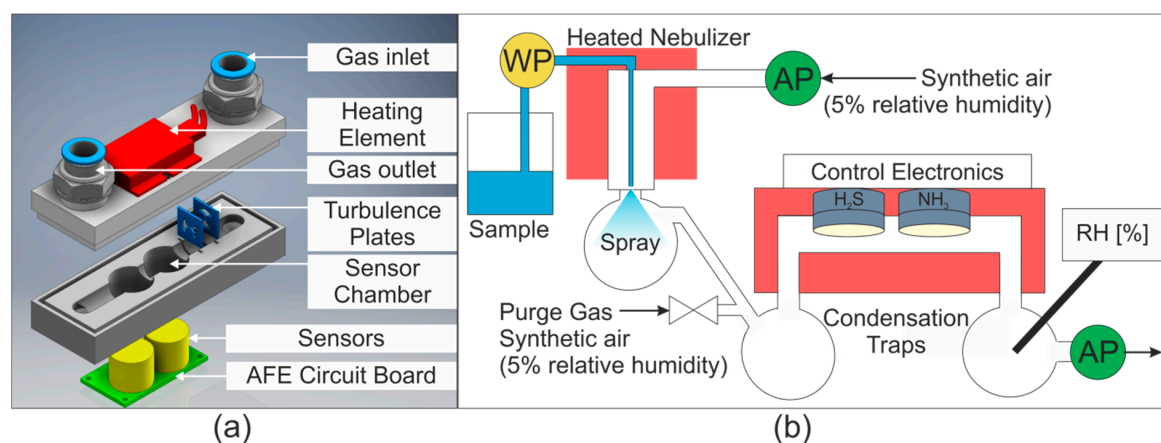 Gas inlet
Heating
Element
Gas outlet
Turbulence
Plates
Sensor
Chamber
Sensors
AFE Circuit Board
(a)
Heated Nebulizer
WP
AP
Synthetic air
(5% relative humidity)
Sample
Spray
Control Electronics
H₂S
NH₃
RH [%]
Purge Gas
Synthetic air
(5% relative humidity)
Condensation
Traps
AP
(b)